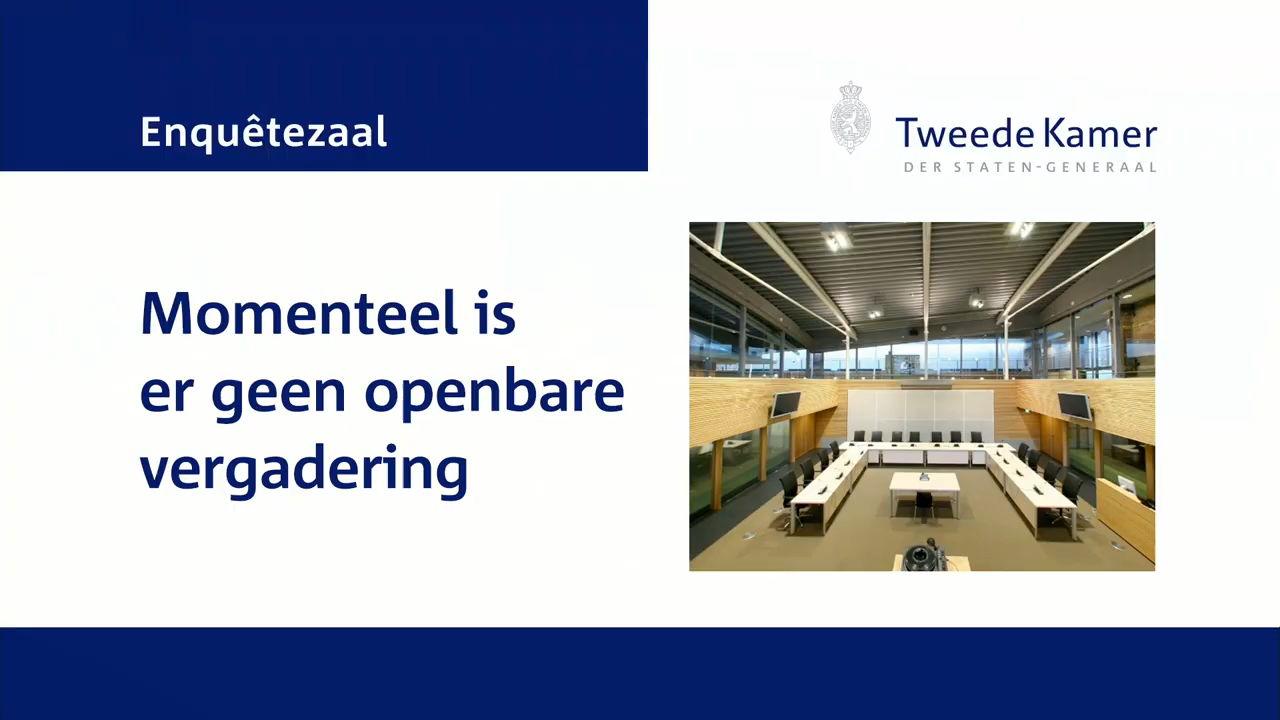 Enquêtezaal
Tweede Kamer
DER STATEN-GENERAAL
Momenteel is
er geen openbare
vergadering